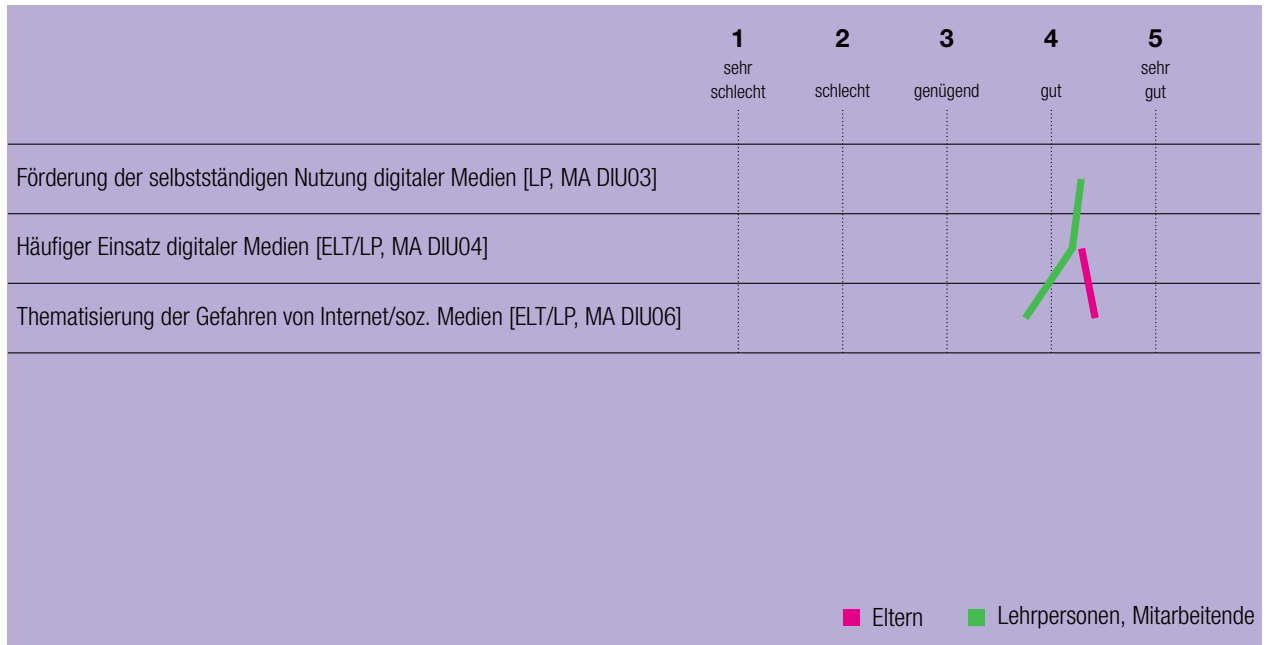 1 2 3 4 5
sehr schlecht schlecht genügend gut sehr gut
Förderung der selbstständigen Nutzung digitaler Medien [LP, MA DIU03]
Häufiger Einsatz digitaler Medien [ELT/LP, MA DIU04]
Thematisierung der Gefahren von Internet/soz. Medien [ELT/LP, MA DIU06]
Eltern Lehrpersonen, Mitarbeitende